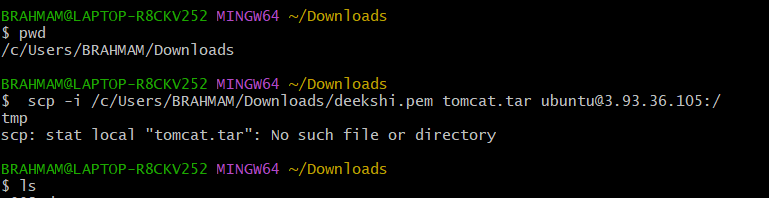 BRAHMAM@LAPTOP-R8CKV252 MINGW64 ~/Downloads
$ pwd
/c/Users/BRAHMAM/Downloads
BRAHMAM@LAPTOP-R8CKV252 MINGW64 ~/Downloads
$  scp -i /c/Users/BRAHMAM/Downloads/deekshi.pem tomcat.tar ubuntu@3.93.36.105:/
tmp
scp: stat local "tomcat.tar": No such file or directory
BRAHMAM@LAPTOP-R8CKV252 MINGW64 ~/Downloads
$ ls